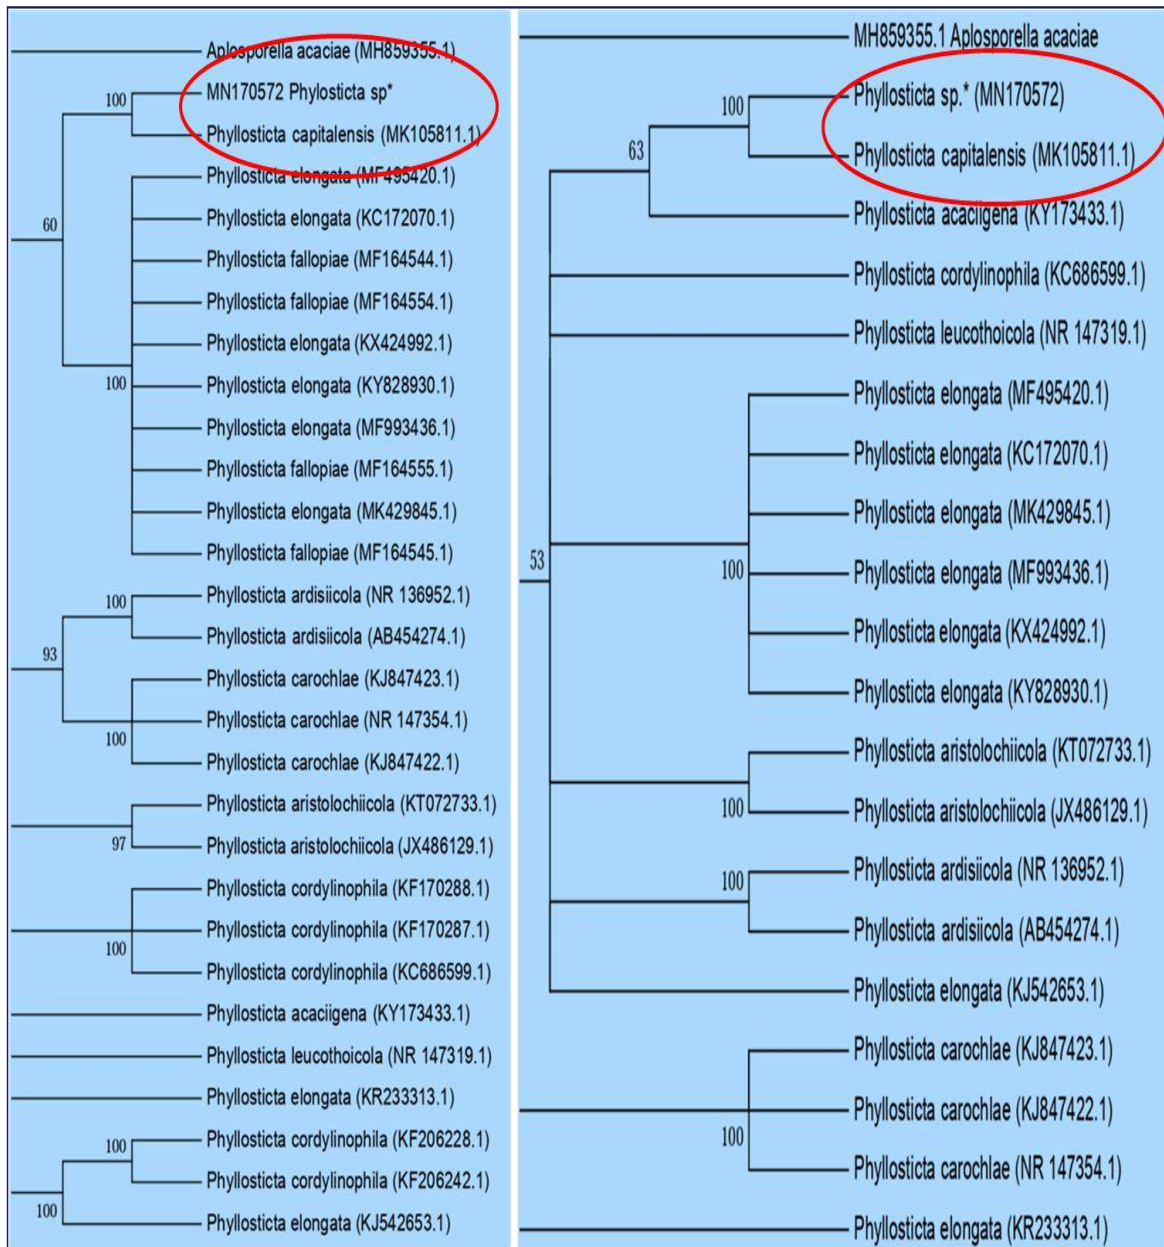 Aplosporella acaciae (MH859355.1)
MN170572 Phylosticta sp*
100
Phyllosticta capitalensis (MK105811.1)
Phyllosticta elongata (MF495420.1)
60
Phyllosticta elongata (KC172070.1)
Phyllosticta fallopiae (MF164544.1)
Phyllosticta fallopiae (MF164554.1)
Phyllosticta elongata (KX424992.1)
100
Phyllosticta elongata (KY828930.1)
Phyllosticta elongata (MF993436.1)
Phyllosticta fallopiae (MF164555.1)
Phyllosticta elongata (MK429845.1)
Phyllosticta fallopiae (MF164545.1)
100
Phyllosticta ardisiicola (NR 136952.1)
Phyllosticta ardisiicola (AB454274.1)
93
Phyllosticta carochlae (KJ847423.1)
Phyllosticta carochlae (NR 147354.1)
100
Phyllosticta carochlae (KJ847422.1)
Phyllosticta aristolochiicola (KT072733.1)
97
Phyllosticta aristolochiicola (JX486129.1)
Phyllosticta cordylinophila (KF170288.1)
Phyllosticta cordylinophila (KF170287.1)
100
Phyllosticta cordylinophila (KC686599.1)
Phyllosticta acaciigena (KY173433.1)
Phyllosticta leucothoicola (NR 147319.1)
Phyllosticta elongata (KR233313.1)
100
Phyllosticta cordylinophila (KF206228.1)
Phyllosticta cordylinophila (KF206242.1)
100
Phyllosticta elongata (KJ542653.1)
MH859355.1 Aplosporella acaciae
Phyllosticta sp.* (MN170572)
100
63
Phyllosticta capitalensis (MK105811.1)
Phyllosticta acaciigena (KY173433.1)
Phyllosticta cordylinophila (KC686599.1)
Phyllosticta leucothoicola (NR 147319.1)
Phyllosticta elongata (MF495420.1)
Phyllosticta elongata (KC172070.1)
Phyllosticta elongata (MK429845.1)
53
100
Phyllosticta elongata (MF993436.1)
Phyllosticta elongata (KX424992.1)
Phyllosticta elongata (KY828930.1)
Phyllosticta aristolochiicola (KT072733.1)
100
Phyllosticta aristolochiicola (JX486129.1)
100
Phyllosticta ardisiicola (NR 136952.1)
Phyllosticta ardisiicola (AB454274.1)
Phyllosticta elongata (KJ542653.1)
Phyllosticta carochlae (KJ847423.1)
Phyllosticta carochlae (KJ847422.1)
100
Phyllosticta carochlae (NR 147354.1)
Phyllosticta elongata (KR233313.1)